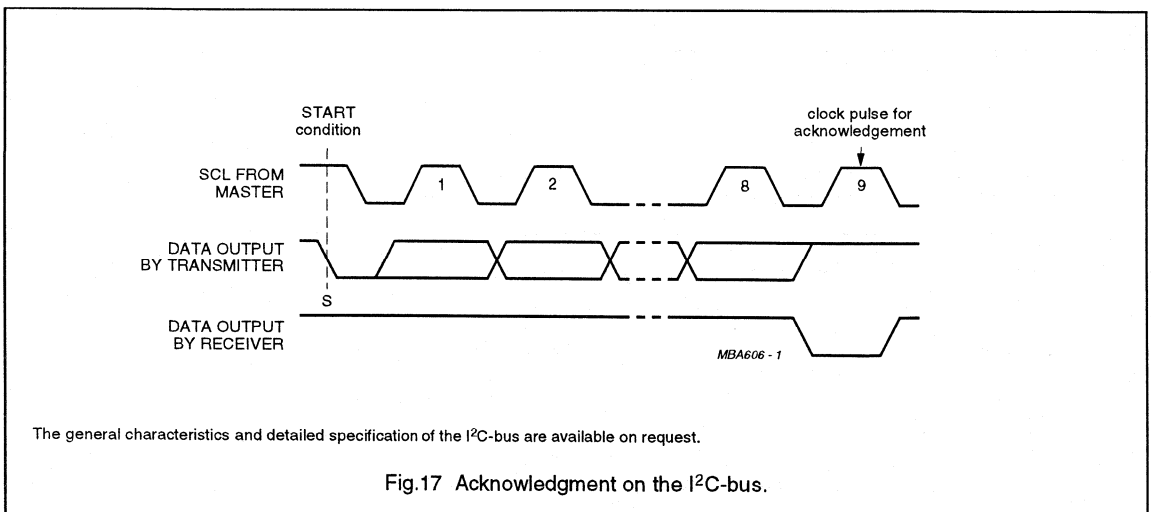 START
condition
clock pulse for
acknowledgement
SCL FROM
MASTER
1
2
8
9
DATA OUTPUT
BY TRANSMITTER
S
DATA OUTPUT
BY RECEIVER
MBA606 - 1
The general characteristics and detailed specification of the I²C-bus are available on request.
Fig.17 Acknowledgment on the I²C-bus.